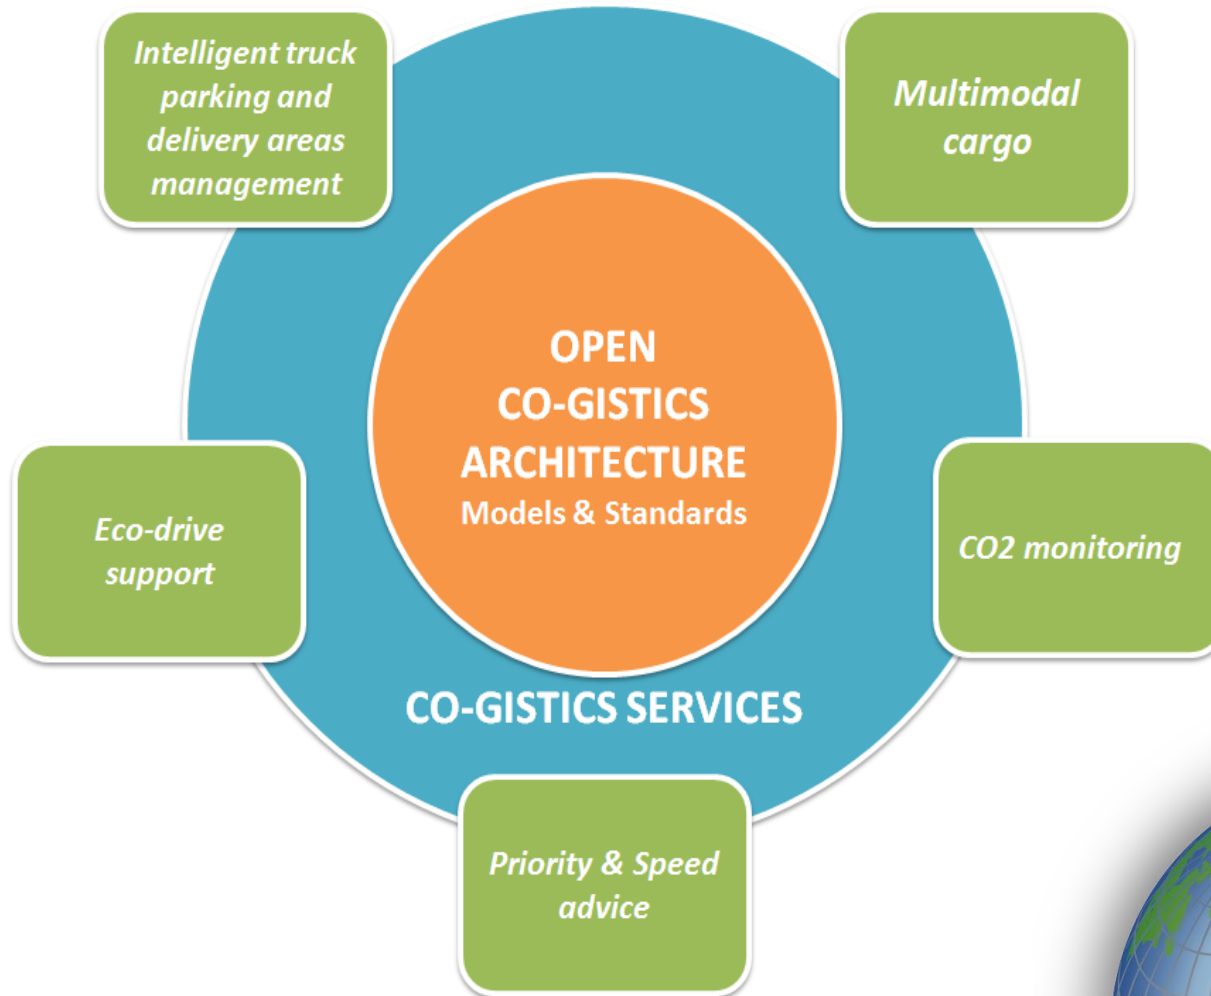 Intelligent truck
parking and
delivery areas
management
Multimodal
cargo
OPEN
CO-GISTICS
ARCHITECTURE
Models & Standards
Eco-drive
support
CO2 monitoring
CO-GISTICS SERVICES
Priority & Speed
advice